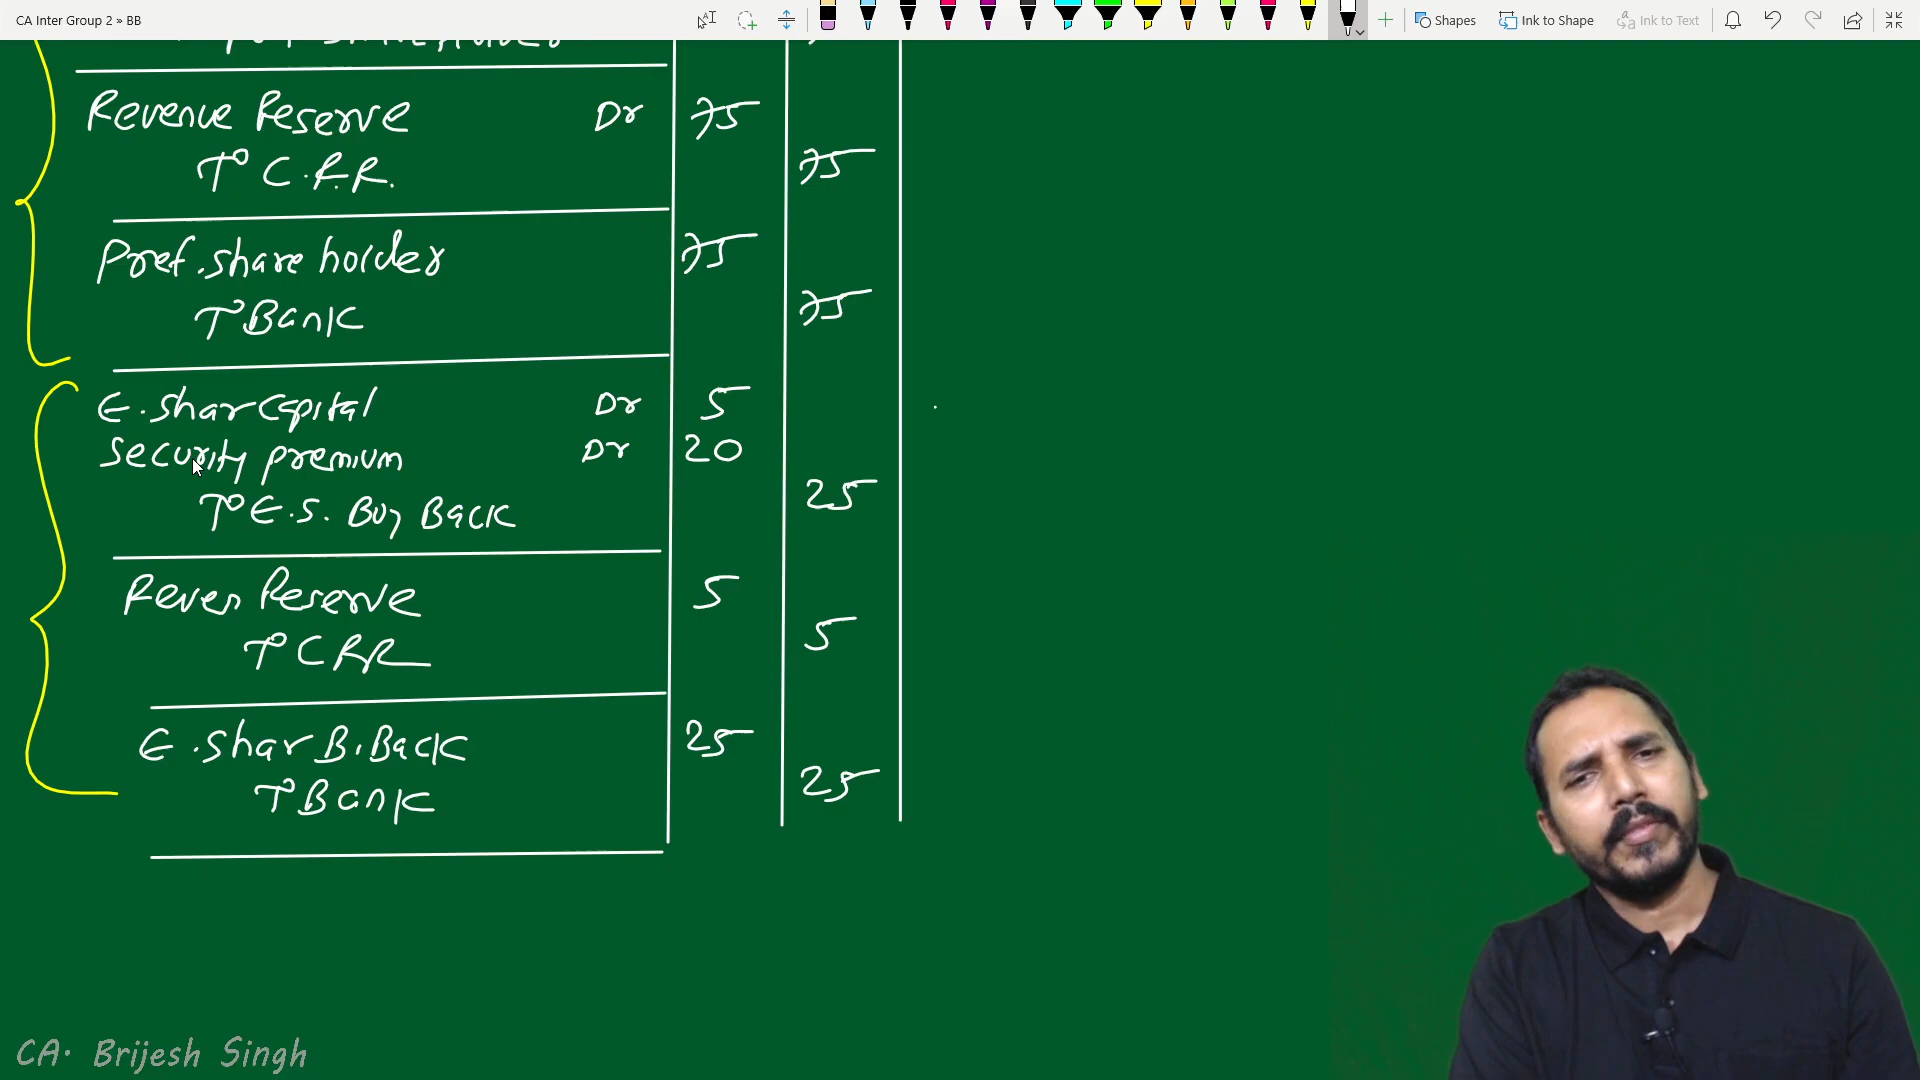 CA Inter Group 2 » BB
Shapes
Ink to Shape
Ink to Text
Revenue Reserve Dr 75
To C.R.R. 75
Pref. share holder 75
To Bank 75
E. Shar Capital Dr 5
Security premium Dr 20
To E.S. Buy Back 25
Reven Reserve 5
To CRR 5
E. Shar B. Back 25
To Bank 25
CA. Brijesh Singh